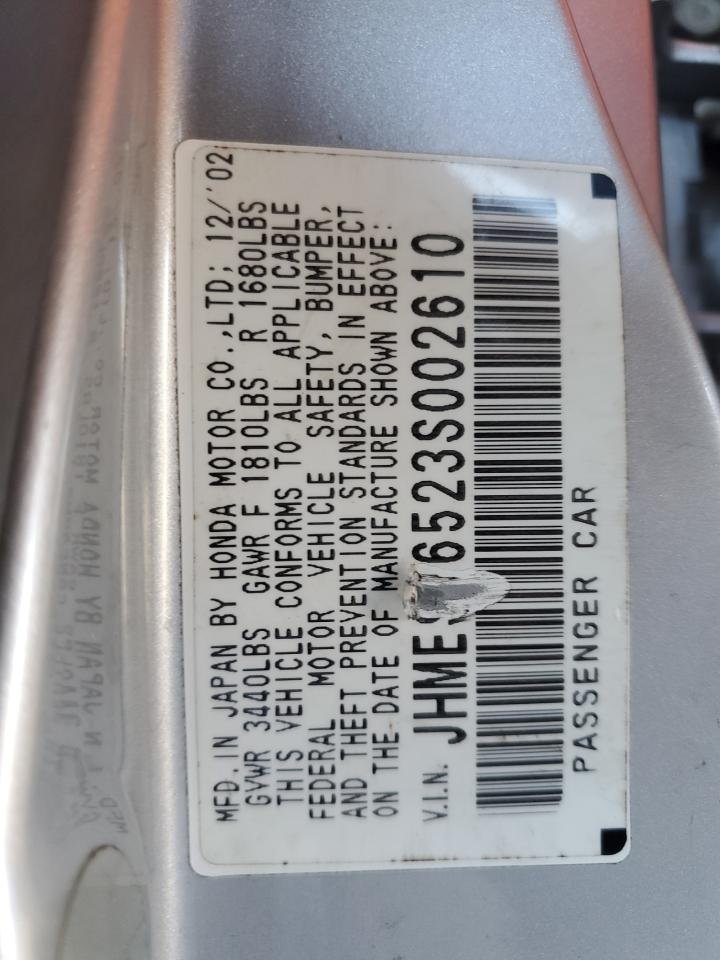 MFD. IN JAPAN BY HONDA MOTOR CO.,LTD; 12/'02
GVWR 3440LBS GAWR F 1810LBS R 1680LBS
THIS VEHICLE CONFORMS TO ALL APPLICABLE
FEDERAL MOTOR VEHICLE SAFETY, BUMPER,
AND THEFT PREVENTION STANDARDS IN EFFECT
ON THE DATE OF MANUFACTURE SHOWN ABOVE:
V.I.N. JHME 6523S002610
PASSENGER CAR